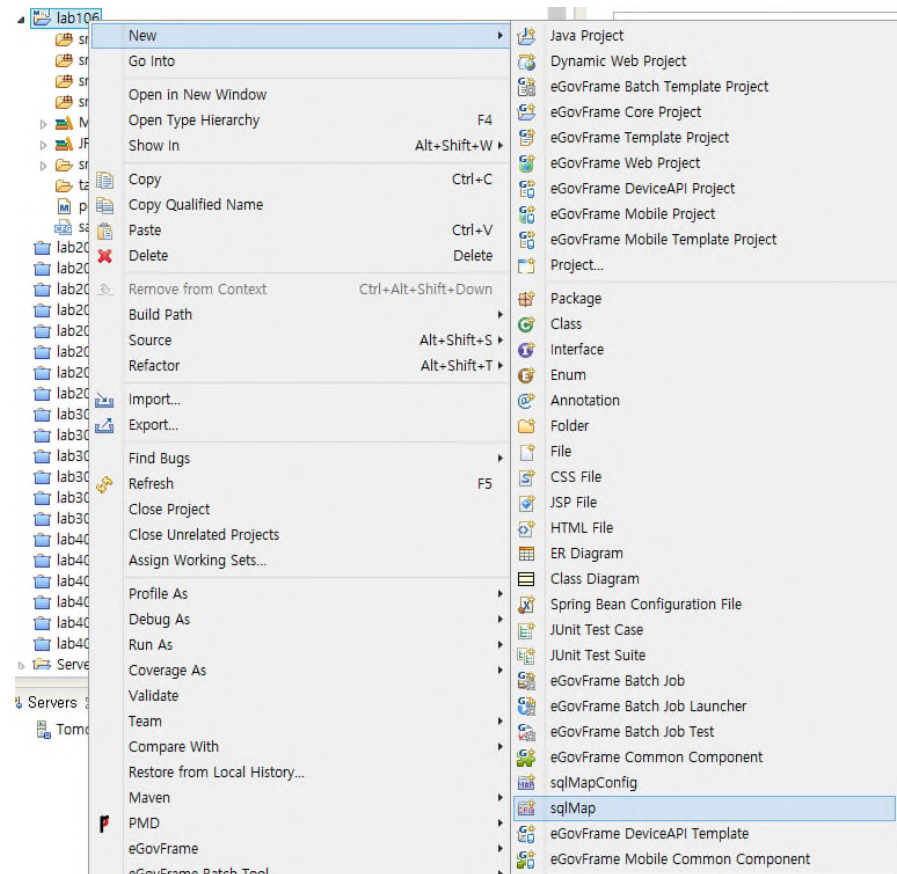 lab106
lab20
lab20
lab20
lab20
lab20
lab20
lab20
lab20
lab30
lab30
lab30
lab30
lab30
lab30
lab40
lab40
lab40
lab40
lab40
lab40
Serve
Servers
Tomc
New
Go Into
Open in New Window
Open Type Hierarchy F4
Show In Alt+Shift+W
Copy Ctrl+C
Copy Qualified Name
Paste Ctrl+V
Delete Delete
Remove from Context Ctrl+Alt+Shift+Down
Build Path
Source Alt+Shift+S
Refactor Alt+Shift+T
Import...
Export...
Find Bugs
Refresh F5
Close Project
Close Unrelated Projects
Assign Working Sets...
Profile As
Debug As
Run As
Coverage As
Validate
Team
Compare With
Restore from Local History...
Maven
PMD
eGovFrame
eGovFrame Batch Tool
Java Project
Dynamic Web Project
eGovFrame Batch Template Project
eGovFrame Core Project
eGovFrame Template Project
eGovFrame Web Project
eGovFrame DeviceAPI Project
eGovFrame Mobile Project
eGovFrame Mobile Template Project
Project...
Package
Class
Interface
Enum
Annotation
Folder
File
CSS File
JSP File
HTML File
ER Diagram
Class Diagram
Spring Bean Configuration File
JUnit Test Case
JUnit Test Suite
eGovFrame Batch Job
eGovFrame Batch Job Launcher
eGovFrame Batch Job Test
eGovFrame Common Component
sqlMapConfig
sqlMap
eGovFrame DeviceAPI Template
eGovFrame Mobile Common Component